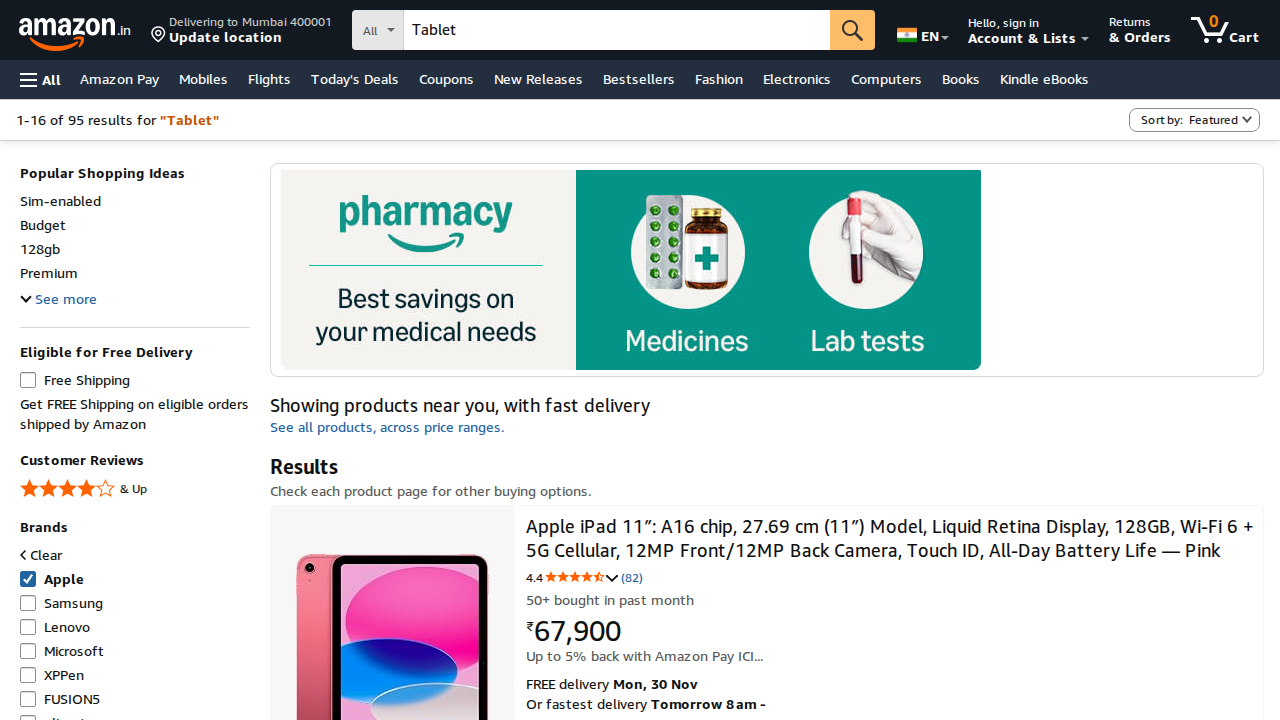 amazon.in
Delivering to Mumbai 400001
Update location
All
Tablet
EN
Hello, sign in
Account & Lists
Returns
& Orders
0
Cart
All
Amazon Pay
Mobiles
Flights
Today's Deals
Coupons
New Releases
Bestsellers
Fashion
Electronics
Computers
Books
Kindle eBooks
1-16 of 95 results for "Tablet"
Sort by: Featured
Popular Shopping Ideas
Sim-enabled
Budget
128gb
Premium
See more
Eligible for Free Delivery
Free Shipping
Get FREE Shipping on eligible orders
shipped by Amazon
Customer Reviews
& Up
Brands
Clear
Apple
Samsung
Lenovo
Microsoft
XPPen
FUSION5
pharmacy
Best savings on
your medical needs
Medicines
Lab tests
Showing products near you, with fast delivery
See all products, across price ranges.
Results
Check each product page for other buying options.
Apple iPad 11″: A16 chip, 27.69 cm (11″) Model, Liquid Retina Display, 128GB, Wi-Fi 6 +
5G Cellular, 12MP Front/12MP Back Camera, Touch ID, All-Day Battery Life — Pink
4.4 (82)
50+ bought in past month
₹67,900
Up to 5% back with Amazon Pay ICI…
FREE delivery Mon, 30 Nov
Or fastest delivery Tomorrow 8 am -